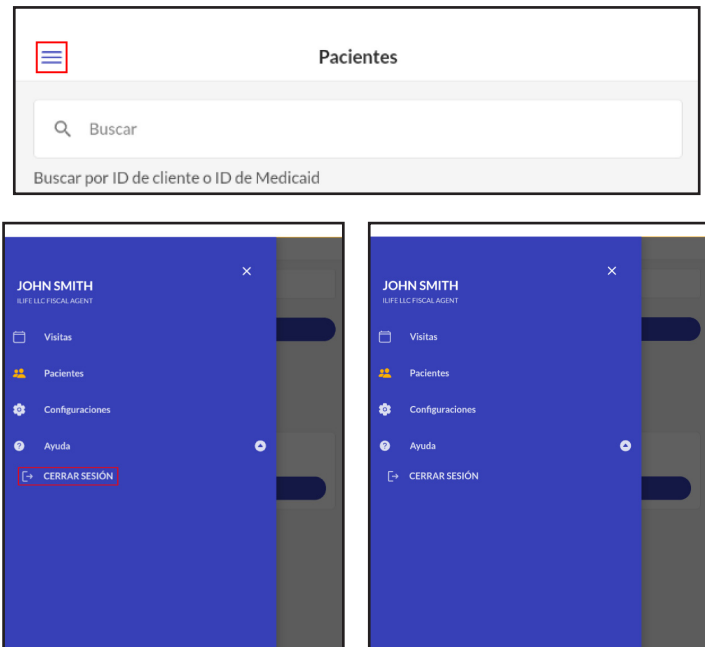 Pacientes
Buscar
Buscar por ID de cliente o ID de Medicaid
JOHN SMITH
ILIFE LLC FISCAL AGENT
Visitas
Pacientes
Configuraciones
Ayuda
CERRAR SESIÓN
JOHN SMITH
ILIFE LLC FISCAL AGENT
Visitas
Pacientes
Configuraciones
Ayuda
CERRAR SESIÓN